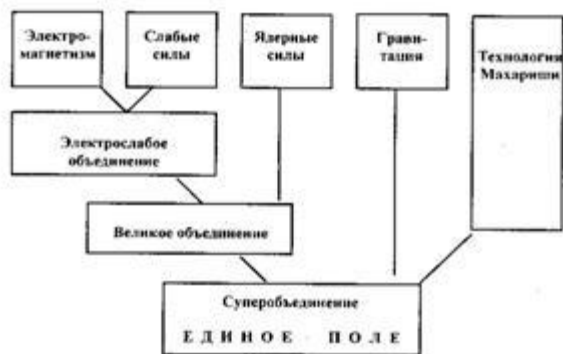 Электро-
магнетизм
Слабые
силы
Ядерные
силы
Грави-
тация
Технологии
Махариши
Электрослабое
объединение
Великое объединение
Суперобъединение
ЕДИНОЕ ПОЛЕ